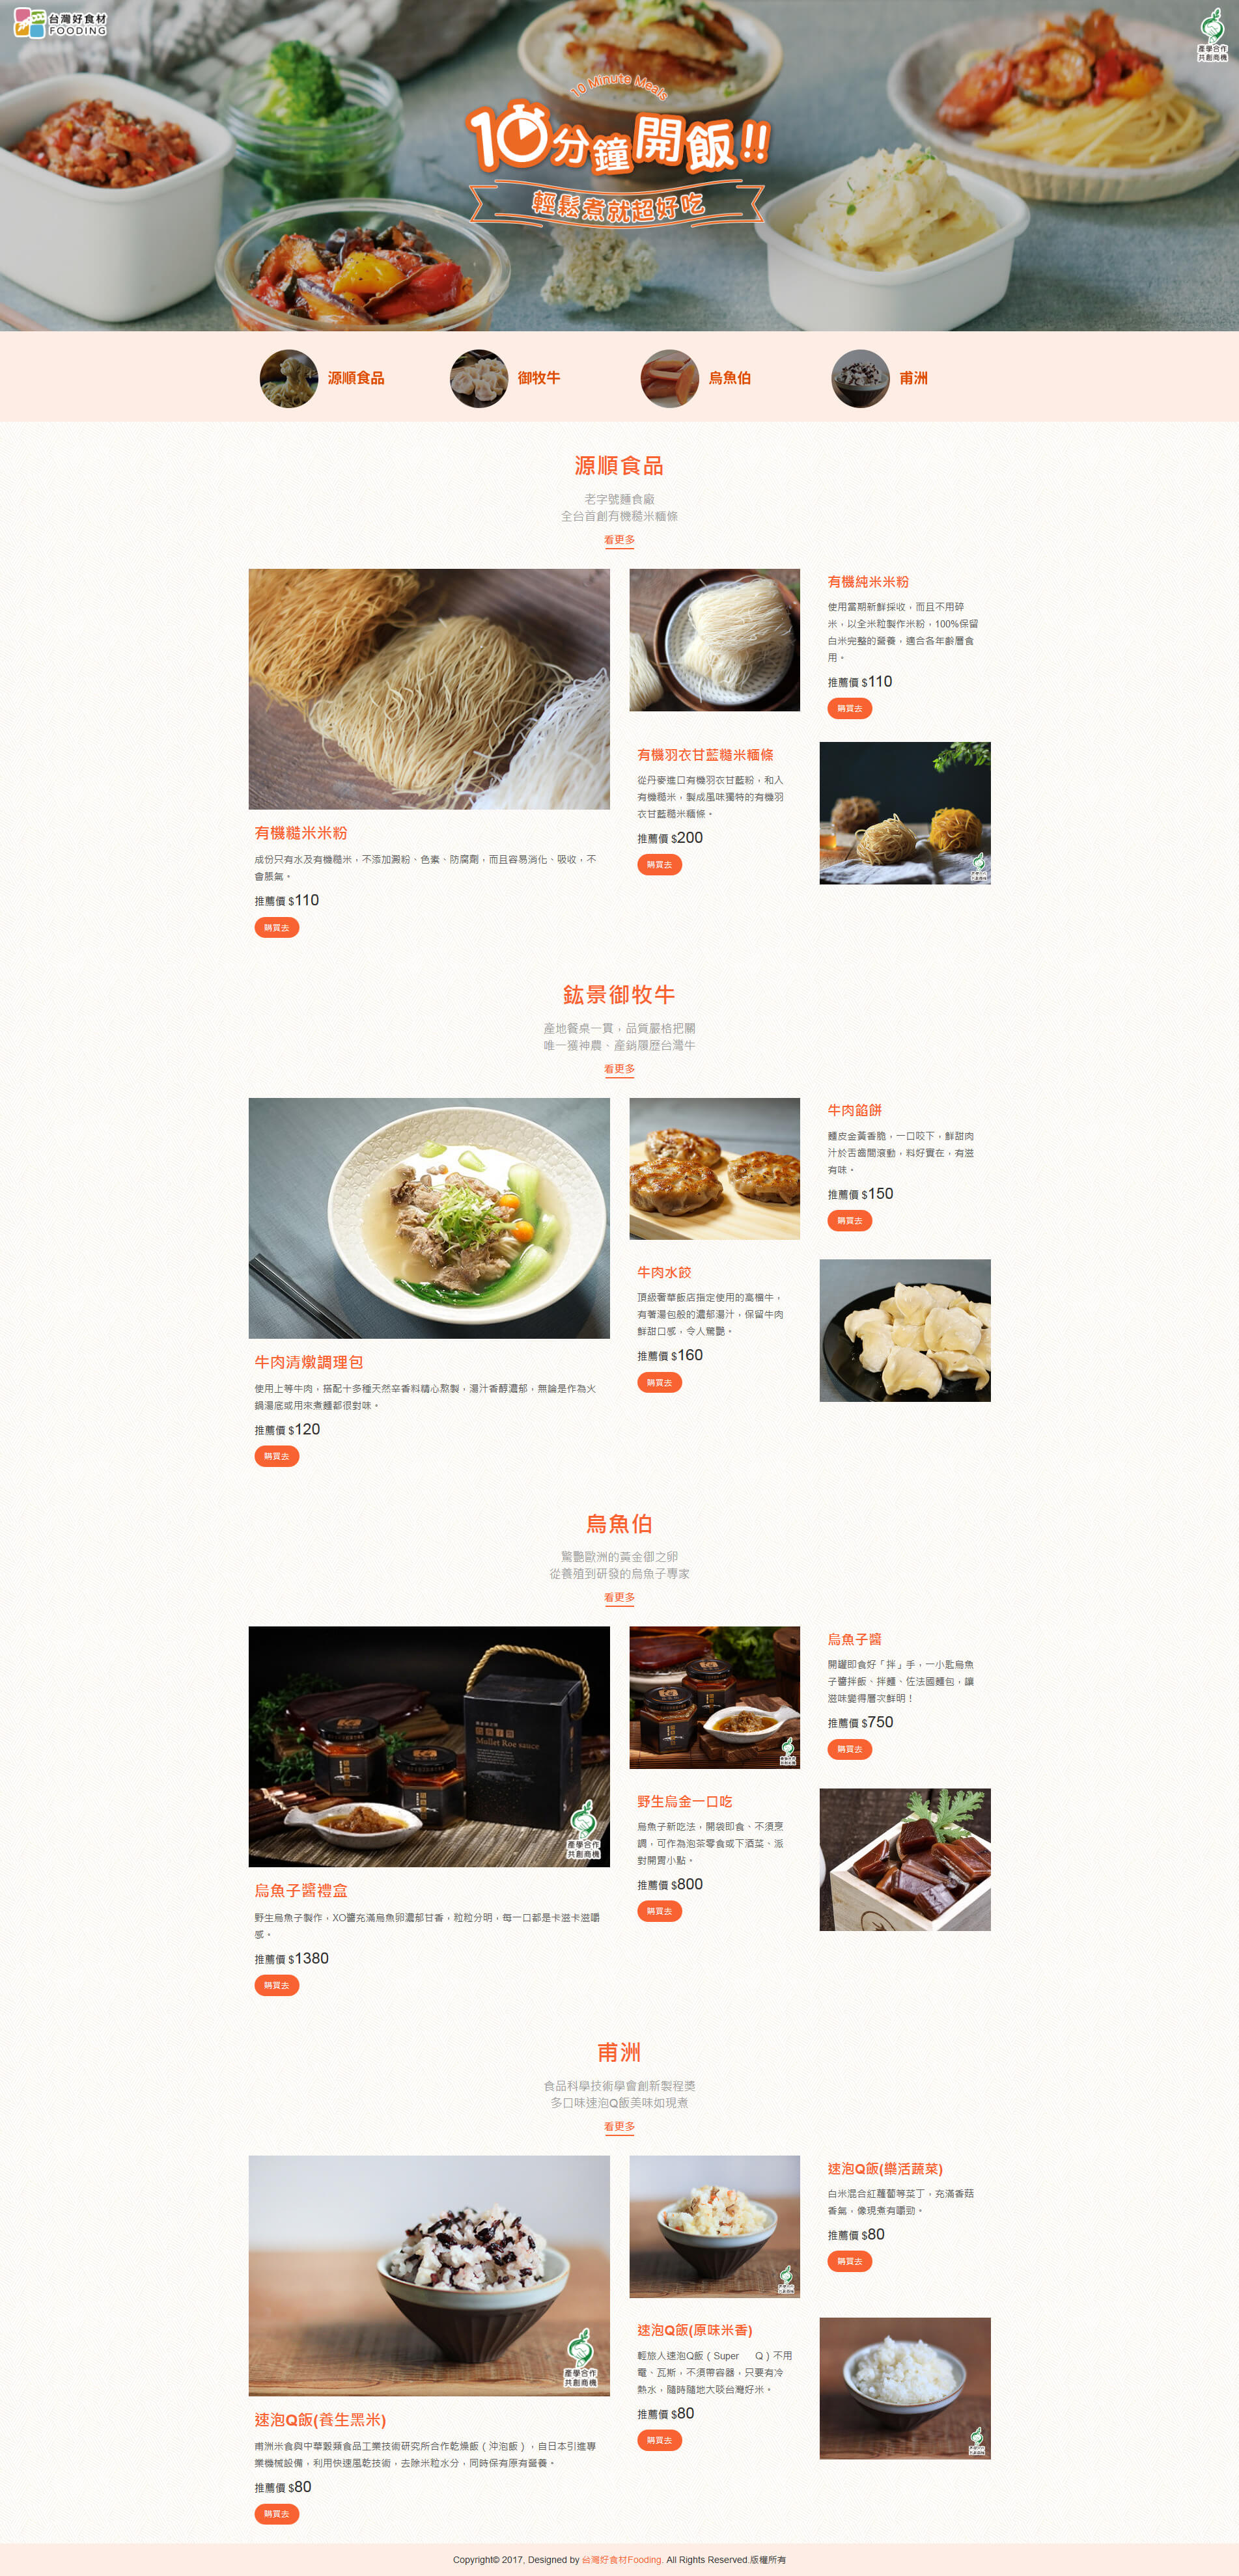 台灣好食材
FOODING
產學合作
共創商機
10 Minute Meals
10分鐘開飯!!
輕鬆煮就超好吃
源順食品
御牧牛
烏魚伯
甫洲
源順食品
老字號麵食廠
全台首創有機糙米麵條
看更多
有機糙米米粉
成份只有水及有機糙米，不添加澱粉、色素、防腐劑，而且容易消化、吸收，不
會脹氣。
推薦價 $110
購買去
有機純米米粉
使用當期新鮮採收，而且不用碎
米，以全米粒製作米粉，100%保留
白米完整的營養，適合各年齡層食
用。
推薦價 $110
購買去
有機羽衣甘藍糙米麵條
從丹麥進口有機羽衣甘藍粉，和入
有機糙米，製成風味獨特的有機羽
衣甘藍糙米麵條。
推薦價 $200
購買去
鈜景御牧牛
產地餐桌一貫，品質嚴格把關
唯一獲神農、產銷履歷台灣牛
看更多
牛肉清燉調理包
使用上等牛肉，搭配十多種天然辛香料精心熬製，湯汁香醇濃郁，無論是作為火
鍋湯底或用來煮麵都很對味。
推薦價 $120
購買去
牛肉餡餅
麵皮金黃香脆，一口咬下，鮮甜肉
汁於舌齒間滾動，料好實在，有滋
有味。
推薦價 $150
購買去
牛肉水餃
頂級奢華飯店指定使用的高檔牛，
有著湯包般的濃郁湯汁，保留牛肉
鮮甜口感，令人驚艷。
推薦價 $160
購買去
烏魚伯
驚艷歐洲的黃金御之卵
從養殖到研發的烏魚子專家
看更多
Mullet Roe sauce
產學合作
共創商機
烏魚子醬禮盒
野生烏魚子製作，XO醬充滿烏魚卵濃郁甘香，粒粒分明，每一口都是卡滋卡滋嚼
感。
推薦價 $1380
購買去
烏魚子醬
開罐即食好「拌」手，一小匙烏魚
子醬拌飯、拌麵、佐法國麵包，讓
滋味變得層次鮮明！
推薦價 $750
購買去
野生烏金一口吃
烏魚子新吃法，開袋即食、不須烹
調，可作為泡茶零食或下酒菜、派
對開胃小點。
推薦價 $800
購買去
甫洲
食品科學技術學會創新製程獎
多口味速泡Q飯美味如現煮
看更多
產學合作
共創商機
速泡Q飯(養生黑米)
甫洲米食與中華穀類食品工業技術研究所合作乾燥飯（沖泡飯），自日本引進專
業機械設備，利用快速風乾技術，去除米粒水分，同時保有原有營養。
推薦價 $80
購買去
速泡Q飯(樂活蔬菜)
白米混合紅蘿蔔等菜丁，充滿香菇
香氣，像現煮有嚼勁。
推薦價 $80
購買去
速泡Q飯(原味米香)
輕旅人速泡Q飯（Super Q）不用
電、瓦斯，不須帶容器，只要有冷
熱水，隨時隨地大啖台灣好米。
推薦價 $80
購買去
Copyright© 2017, Designed by 台灣好食材Fooding. All Rights Reserved.版權所有